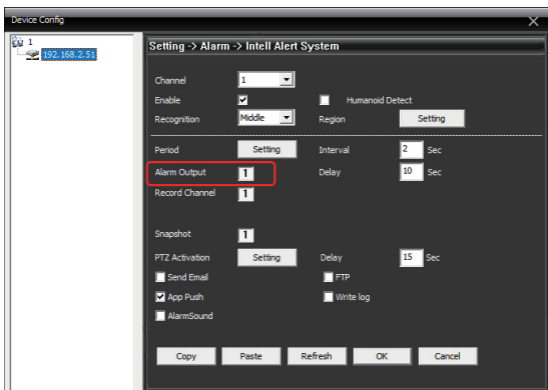 Device Config
1
192.168.2.51
Setting -> Alarm -> Intell Alert System
Channel 1
Enable Humanoid Detect
Recognition Middle Region Setting
Period Setting Interval 2 Sec
Alarm Output 1 Delay 10 Sec
Record Channel 1
Snapshot 1
PTZ Activation Setting Delay 15 Sec
Send Email FTP
App Push Write log
AlarmSound
Copy Paste Refresh OK Cancel